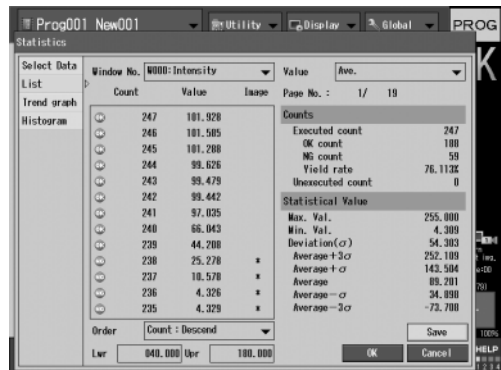 Prog001 New001 Utility Display Global PROG
Statistics
Select Data
List
Trend graph
Histogram
Window No. W000:Intensity Value Ave.
Count Value Image Page No. : 1/ 19
247 101.928
246 101.505
245 101.288
244 99.626
243 99.479
242 99.442
241 97.035
240 66.043
239 44.208
238 25.278 *
237 10.578 *
236 4.326 *
235 4.329 *
Counts
Executed count 247
OK count 188
NG count 59
Yield rate 76.113%
Unexecuted count 0
Statistical Value
Max. Val. 255.000
Min. Val. 4.309
Deviation(σ) 54.303
Average+3σ 252.109
Average+σ 143.504
Average 89.201
Average-σ 34.898
Average-3σ -73.708
Order Count : Descend Save
Lwr 040.000 Upr 180.000 OK Cancel
100%
HELP